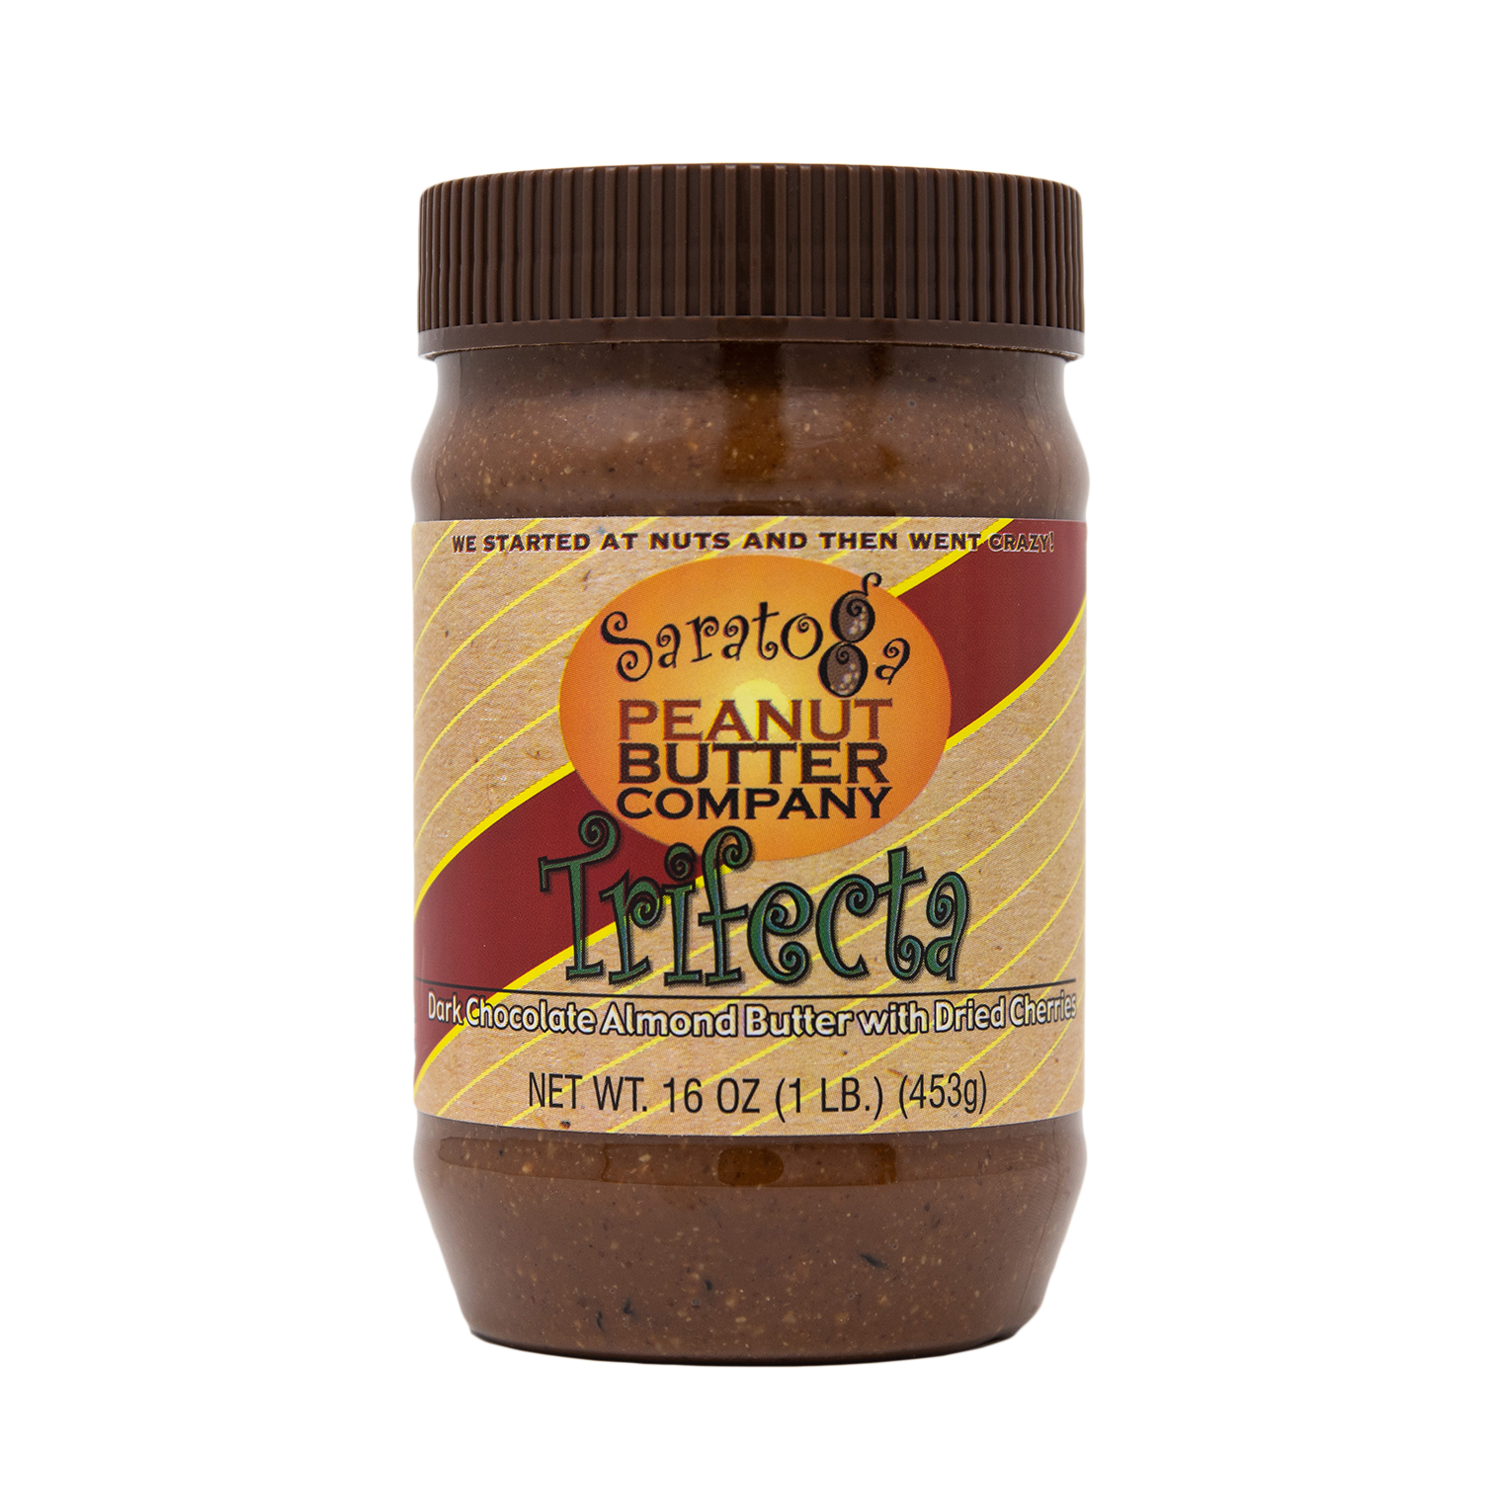 WE STARTED AT NUTS AND THEN WENT CRAZY!
Saratoga
PEANUT
BUTTER
COMPANY
Trifecta
Dark Chocolate Almond Butter with Dried Cherries
NET WT. 16 OZ (1 LB.) (453g)